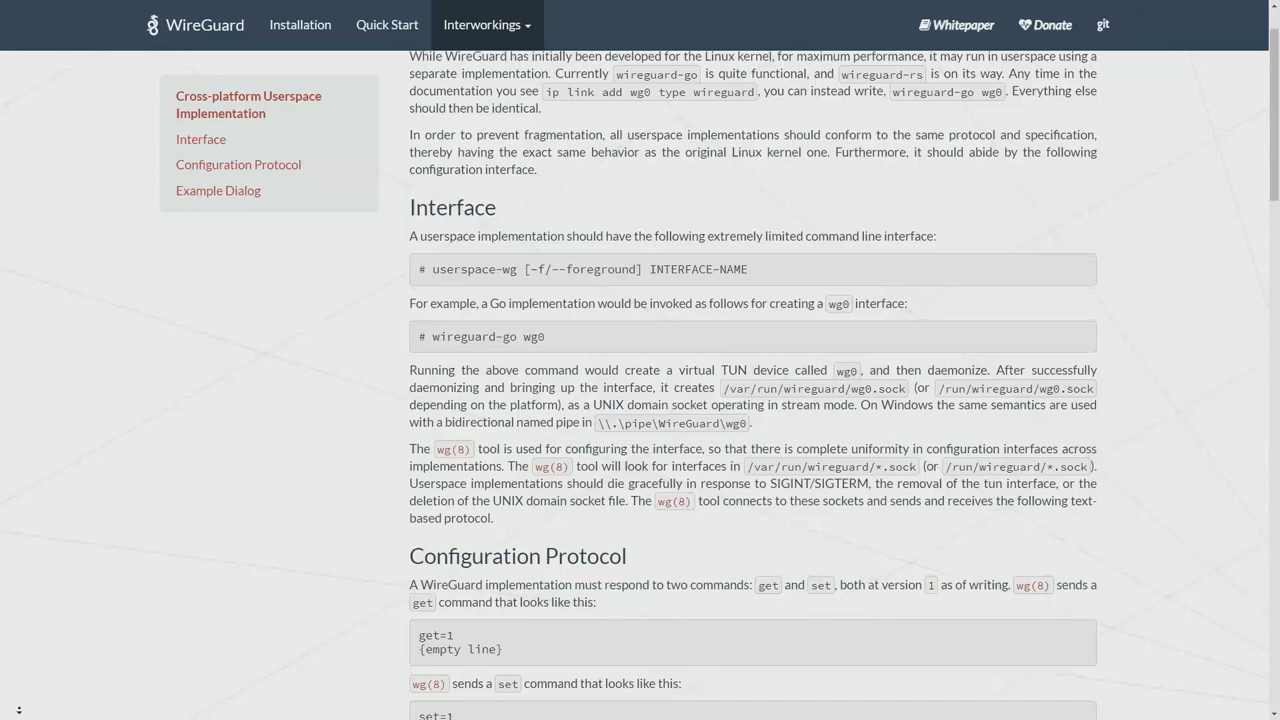 WireGuard Installation Quick Start Interworkings Whitepaper Donate git
Cross-platform Userspace
Implementation
Interface
Configuration Protocol
Example Dialog
While WireGuard has initially been developed for the Linux kernel, for maximum performance, it may run in userspace using a
separate implementation. Currently wireguard-go is quite functional, and wireguard-rs is on its way. Any time in the
documentation you see ip link add wg0 type wireguard, you can instead write, wireguard-go wg0. Everything else
should then be identical.
In order to prevent fragmentation, all userspace implementations should conform to the same protocol and specification,
thereby having the exact same behavior as the original Linux kernel one. Furthermore, it should abide by the following
configuration interface.
Interface
A userspace implementation should have the following extremely limited command line interface:
# userspace-wg [-f/--foreground] INTERFACE-NAME
For example, a Go implementation would be invoked as follows for creating a wg0 interface:
# wireguard-go wg0
Running the above command would create a virtual TUN device called wg0, and then daemonize. After successfully
daemonizing and bringing up the interface, it creates /var/run/wireguard/wg0.sock (or /run/wireguard/wg0.sock
depending on the platform), as a UNIX domain socket operating in stream mode. On Windows the same semantics are used
with a bidirectional named pipe in \\.\pipe\WireGuard\wg0.
The wg(8) tool is used for configuring the interface, so that there is complete uniformity in configuration interfaces across
implementations. The wg(8) tool will look for interfaces in /var/run/wireguard/*.sock (or /run/wireguard/*.sock).
Userspace implementations should die gracefully in response to SIGINT/SIGTERM, the removal of the tun interface, or the
deletion of the UNIX domain socket file. The wg(8) tool connects to these sockets and sends and receives the following text-
based protocol.
Configuration Protocol
A WireGuard implementation must respond to two commands: get and set, both at version 1 as of writing. wg(8) sends a
get command that looks like this:
get=1
{empty line}
wg(8) sends a set command that looks like this:
set=1